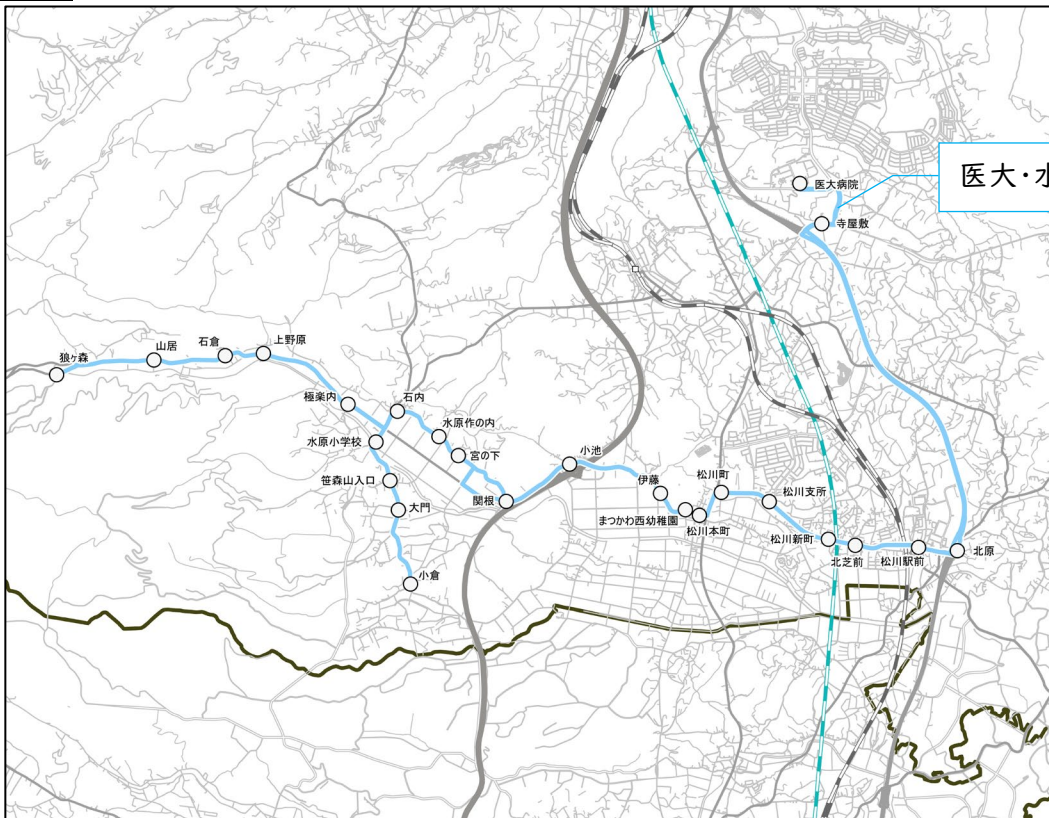 医大病院
医大・水
寺屋敷
狼ヶ森
山居
石倉
上野原
極楽内
石内
水原小学校
水原作の内
宮の下
笹森山入口
大門
関根
小倉
小池
伊藤
まつかわ西幼稚園
松川本町
松川町
松川支所
松川新町
北芝前
松川駅前
北原